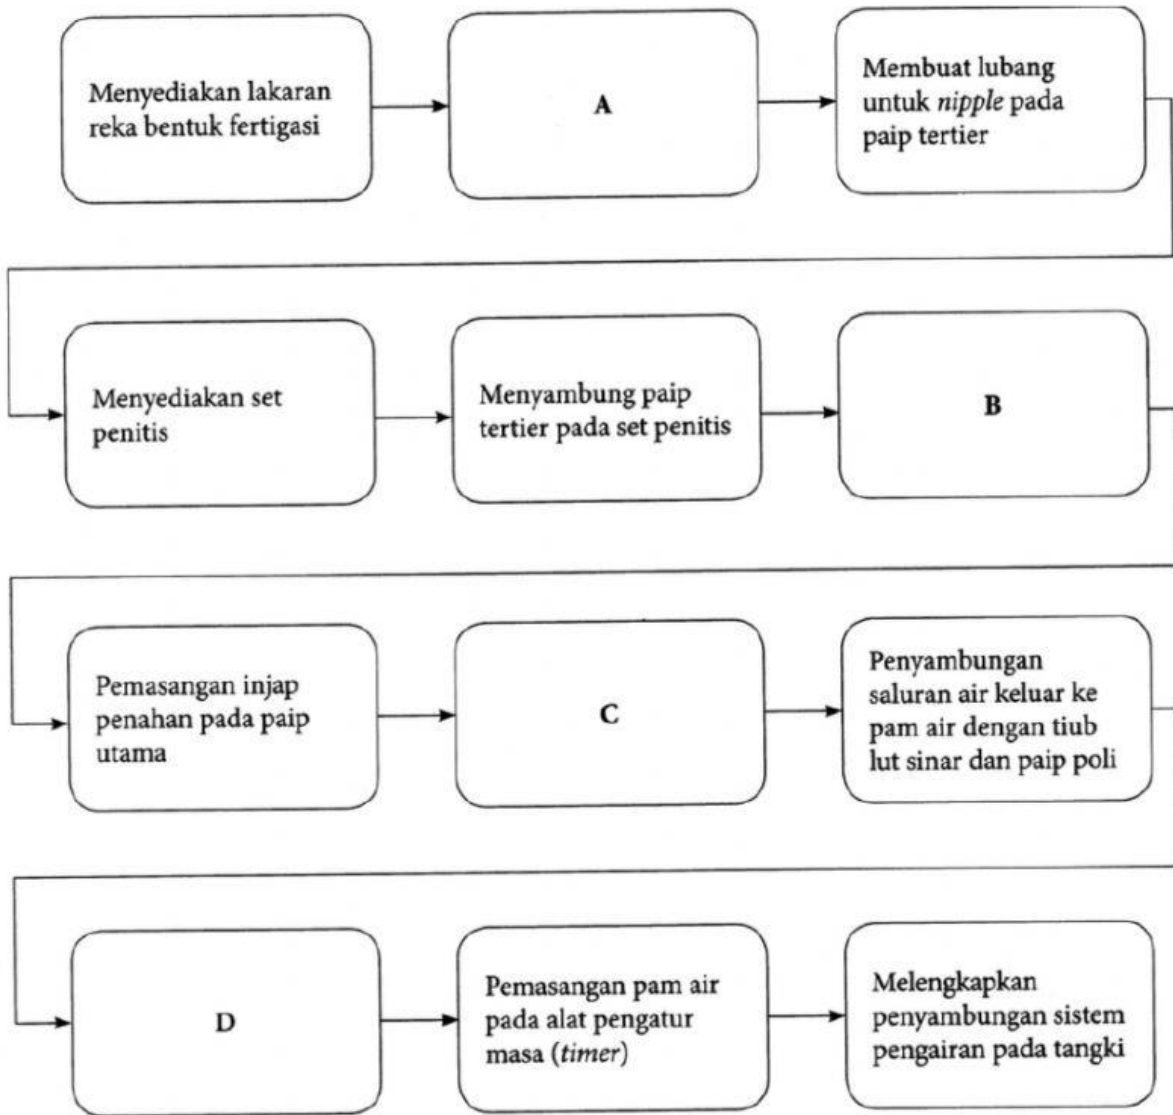 Menyediakan lakaran
reka bentuk fertigasi
A
Membuat lubang
untuk nipple pada
paip tertier
Menyediakan set
penitis
Menyambung paip
tertier pada set penitis
B
Pemasangan injap
penahan pada paip
utama
C
Penyambungan
saluran air keluar ke
pam air dengan tiub
lut sinar dan paip poli
D
Pemasangan pam air
pada alat pengatur
masa (timer)
Melengkapkan
penyambungan sistem
pengairan pada tangki